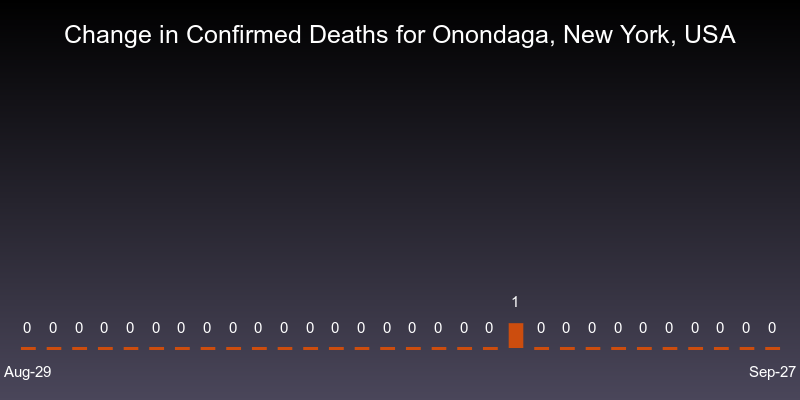 Change in Confirmed Deaths for Onondaga, New York, USA
1
0 0 0 0 0 0 0 0 0 0 0 0 0 0 0 0 0 0 0 0 0 0 0 0 0 0 0 0 0
Aug-29 Sep-27